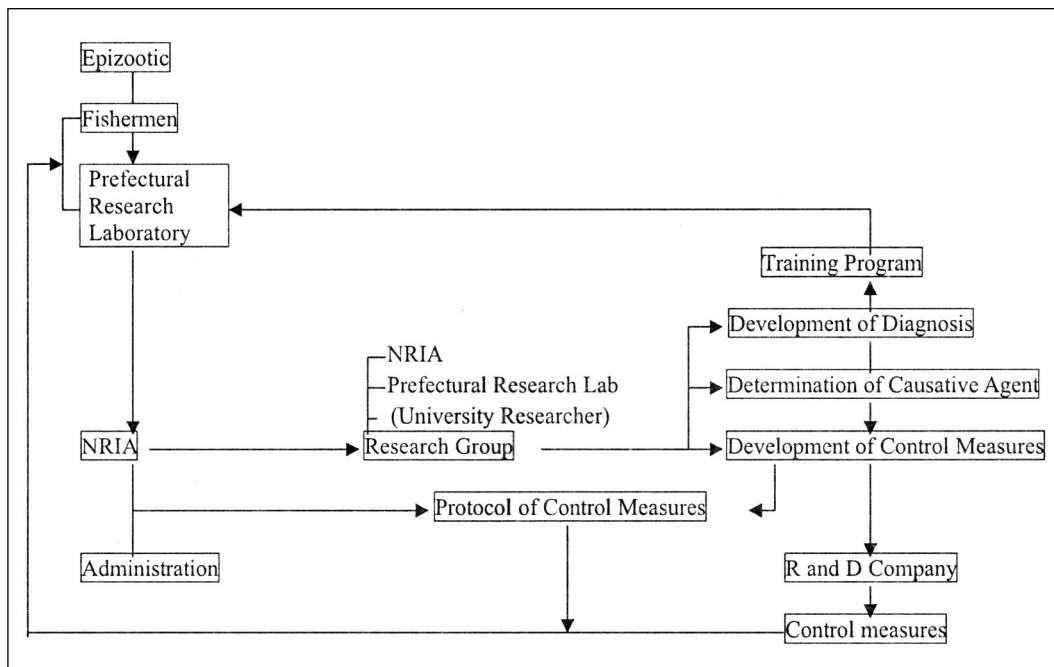 Epizootic
Fishermen
Prefectural
Research
Laboratory
Training Program
Development of Diagnosis
NRIA
Prefectural Research Lab
Determination of Causative Agent
(University Researcher)
NRIA
Research Group
Development of Control Measures
Protocol of Control Measures
Administration
R and D Company
Control measures